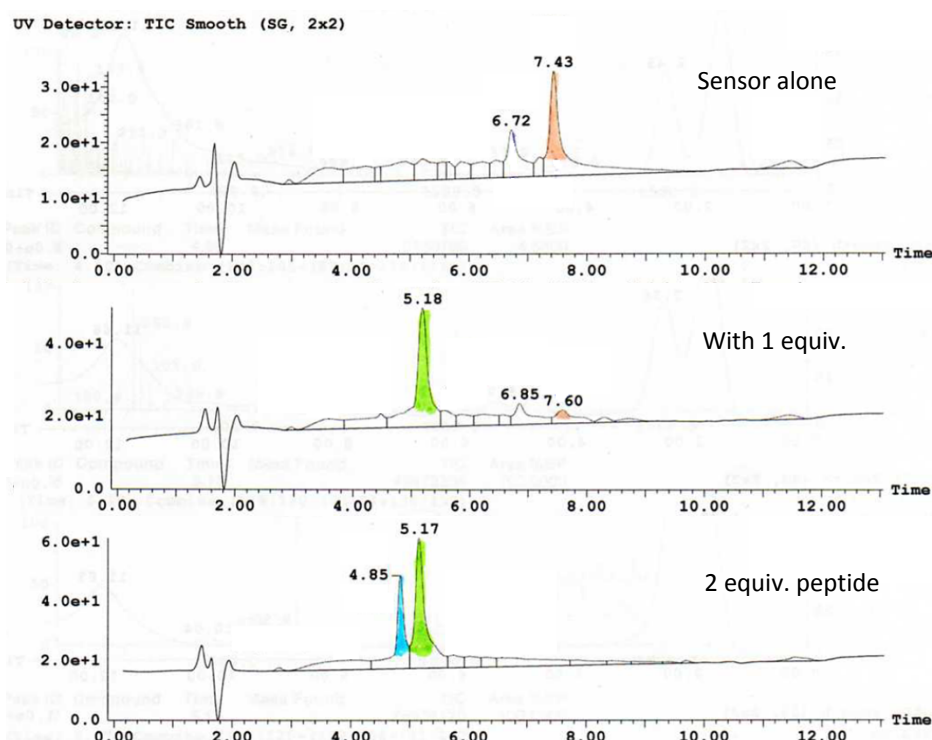 UV Detector: TIC Smooth (SG, 2x2)
7.43
3.0e+1
Sensor alone
6.72
2.0e+1
1.0e+1
0.0
Time
0.00 2.00 4.00 6.00 8.00 10.00 12.00
5.18
4.0e+1
With 1 equiv.
6.85 7.60
2.0e+1
0.0
Time
0.00 2.00 4.00 6.00 8.00 10.00 12.00
6.0e+1
5.17
4.85
2 equiv. peptide
4.0e+1
2.0e+1
0.0
Time
0.00 2.00 4.00 6.00 8.00 10.00 12.00